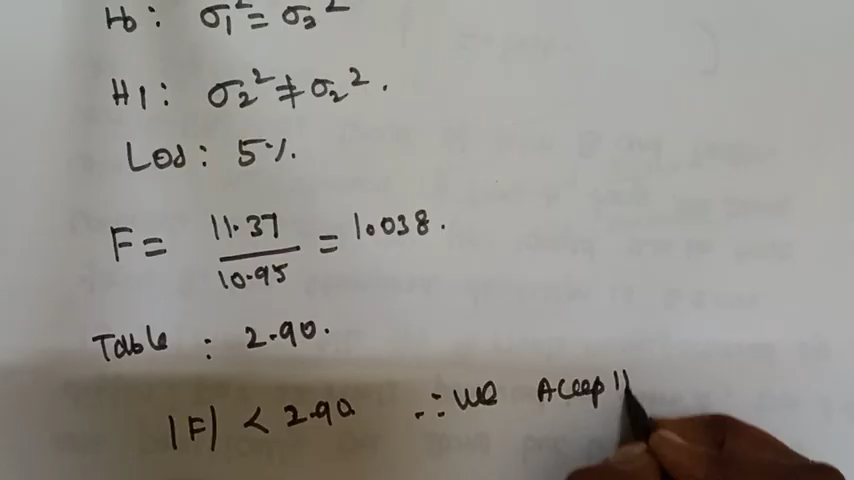 Ho: σ₁² = σ₂²
H1: σ₂² ≠ σ₂².
Los: 5%.
F = 11.37 / 10.95 = 1.038.
Table : 2.90.
|F| < 2.90 ∴ we Accep